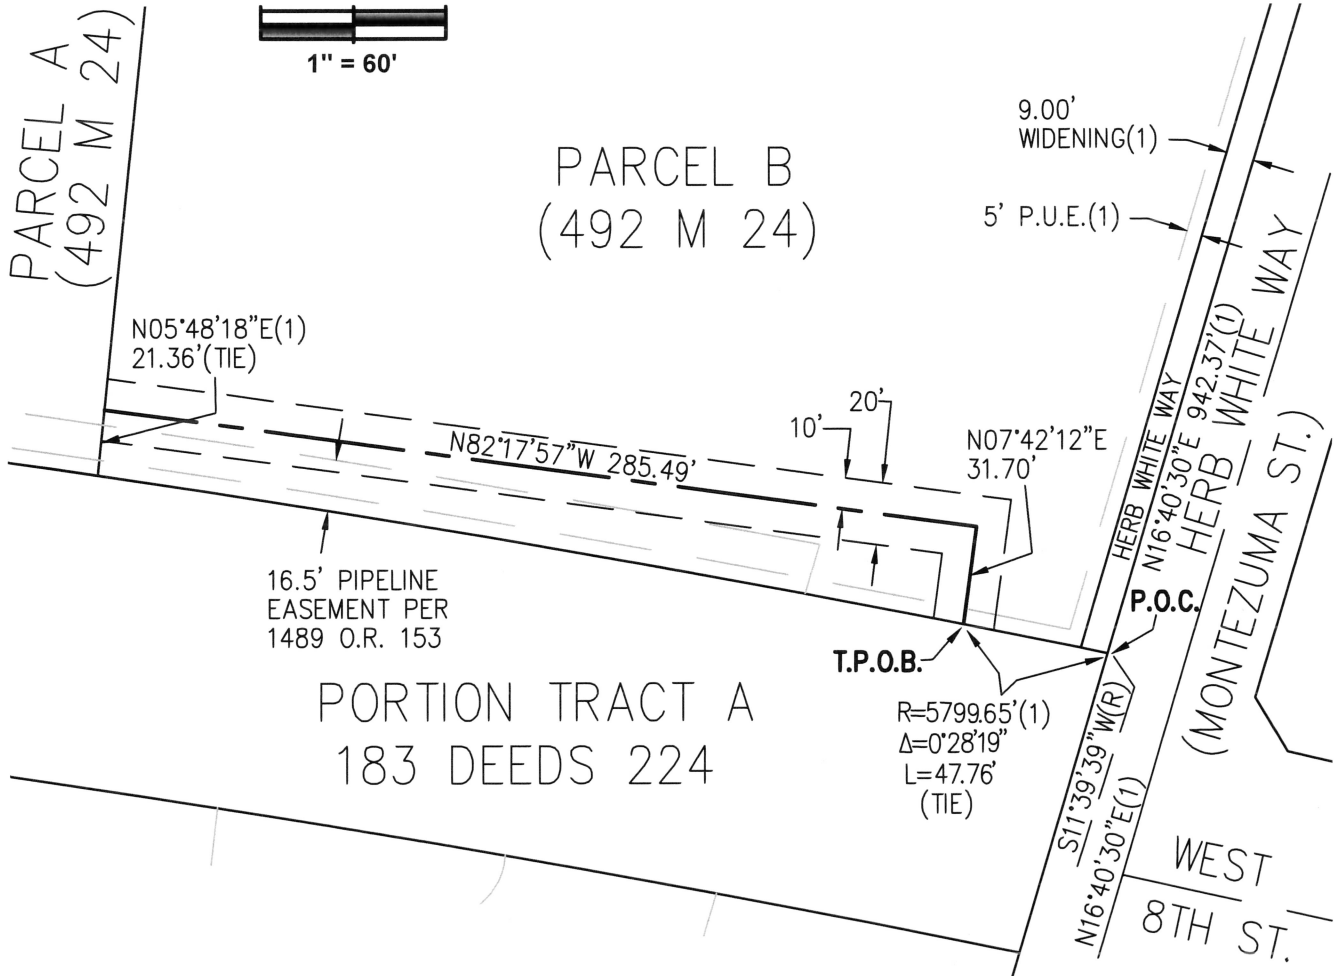 1" = 60'
PARCEL A
(492 M 24)
PARCEL B
(492 M 24)
9.00'
WIDENING(1)
5' P.U.E.(1)
N05°48'18"E(1)
21.36'(TIE)
N82°17'57"W 285.49'
10'
20'
N07°42'12"E
31.70'
HERB WHITE WAY
N16°40'30"E 942.37'(1)
HERB WHITE WAY
(MONTEZUMA ST.)
16.5' PIPELINE
EASEMENT PER
1489 O.R. 153
P.O.C.
T.P.O.B.
R=5799.65'(1)
Δ=0°28'19"
L=47.76'
(TIE)
PORTION TRACT A
183 DEEDS 224
S11°39'39"W(R)
N16°40'30"E(1)
WEST
8TH ST.